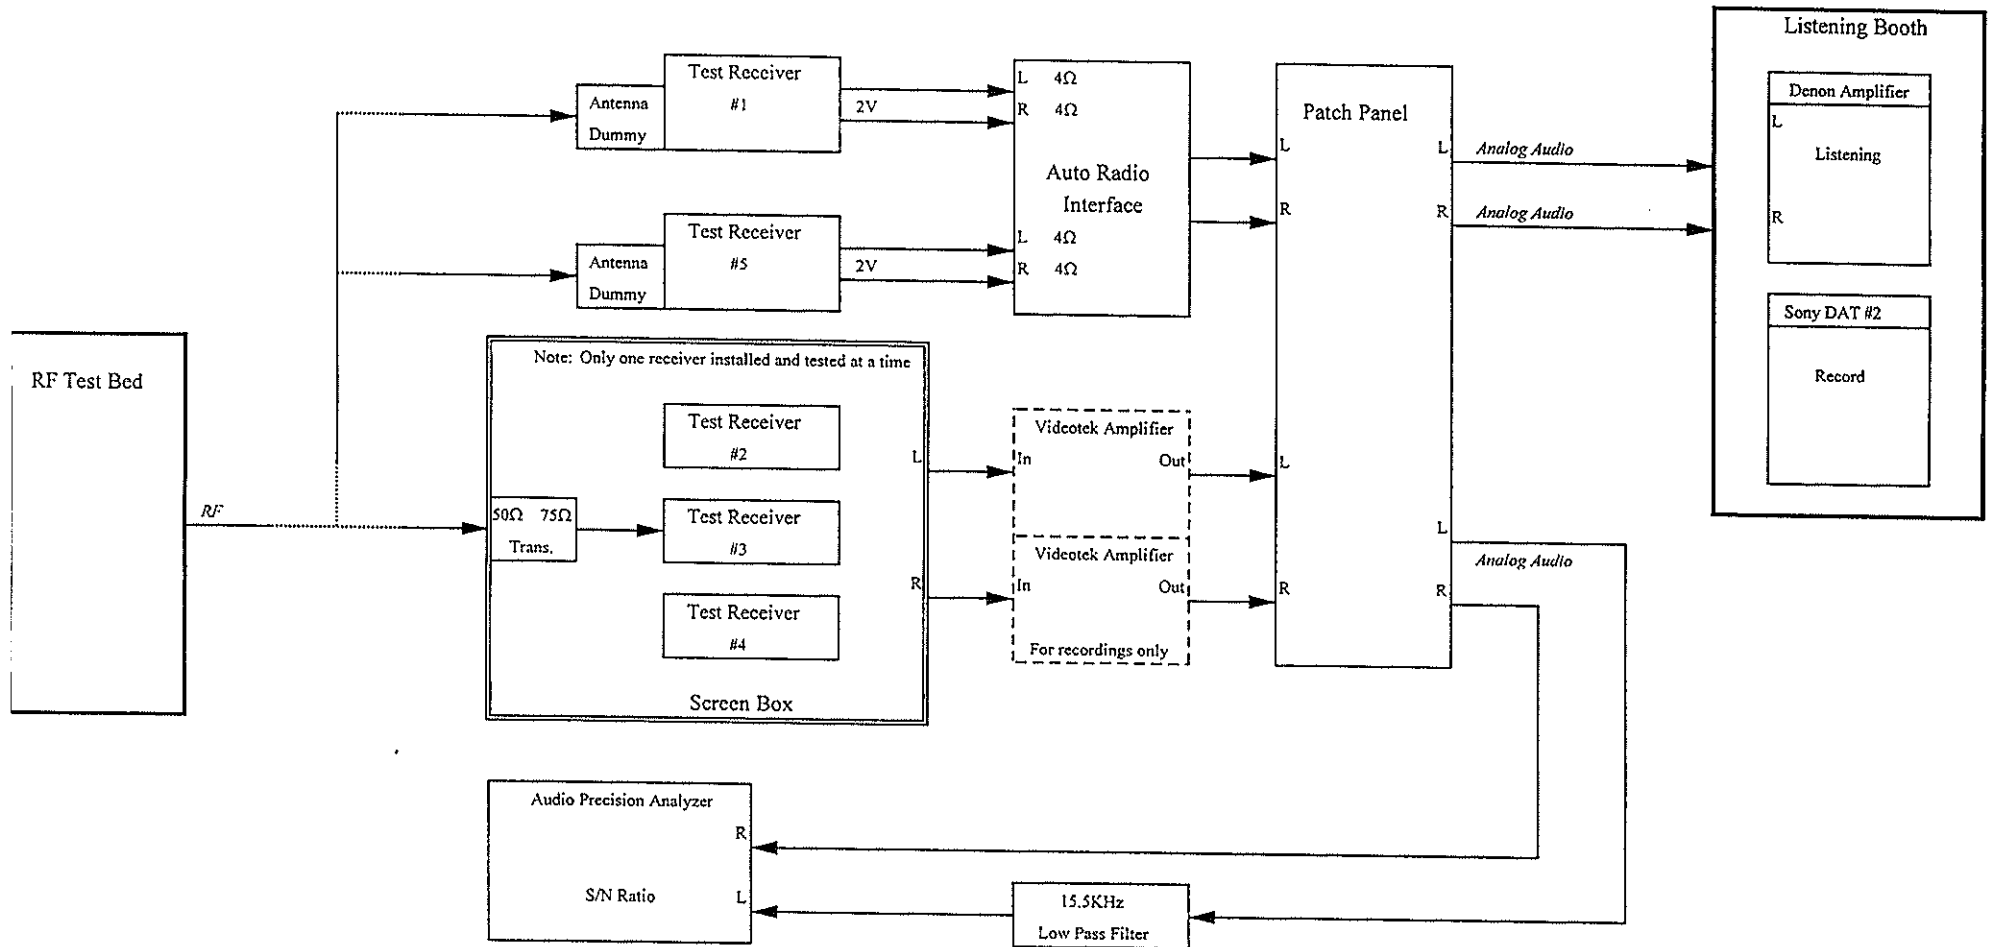 Listening Booth
Denon Amplifier
L
Listening
R
Sony DAT #2
Record
Test Receiver
#1
Antenna
Dummy
2V
L 4Ω
R 4Ω
Auto Radio
Interface
L 4Ω
R 4Ω
Test Receiver
#5
Antenna
Dummy
2V
Patch Panel
L
R
L
R
Analog Audio
Analog Audio
RF Test Bed
RF
Note: Only one receiver installed and tested at a time
Test Receiver
#2
50Ω 75Ω
Trans.
Test Receiver
#3
Test Receiver
#4
L
R
Screen Box
Videotek Amplifier
In
Out
Videotek Amplifier
In
Out
For recordings only
L
R
L
Analog Audio
R
Audio Precision Analyzer
R
S/N Ratio
L
15.5KHz
Low Pass Filter